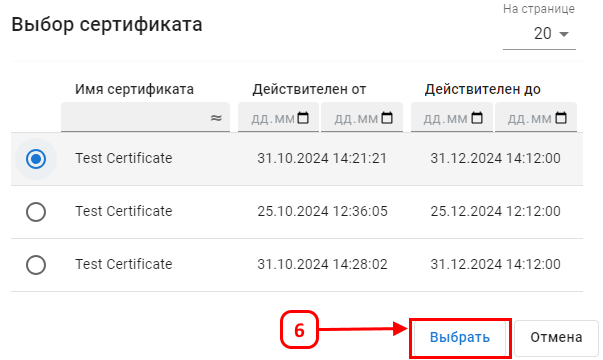 Выбор сертификата
На странице
20
Имя сертификата Действителен от Действителен до
≈ дд.мм дд.мм дд.мм дд.мм
Test Certificate 31.10.2024 14:21:21 31.12.2024 14:12:00
Test Certificate 25.10.2024 12:36:05 25.12.2024 12:12:00
Test Certificate 31.10.2024 14:28:02 31.12.2024 14:12:00
6 Выбрать Отмена